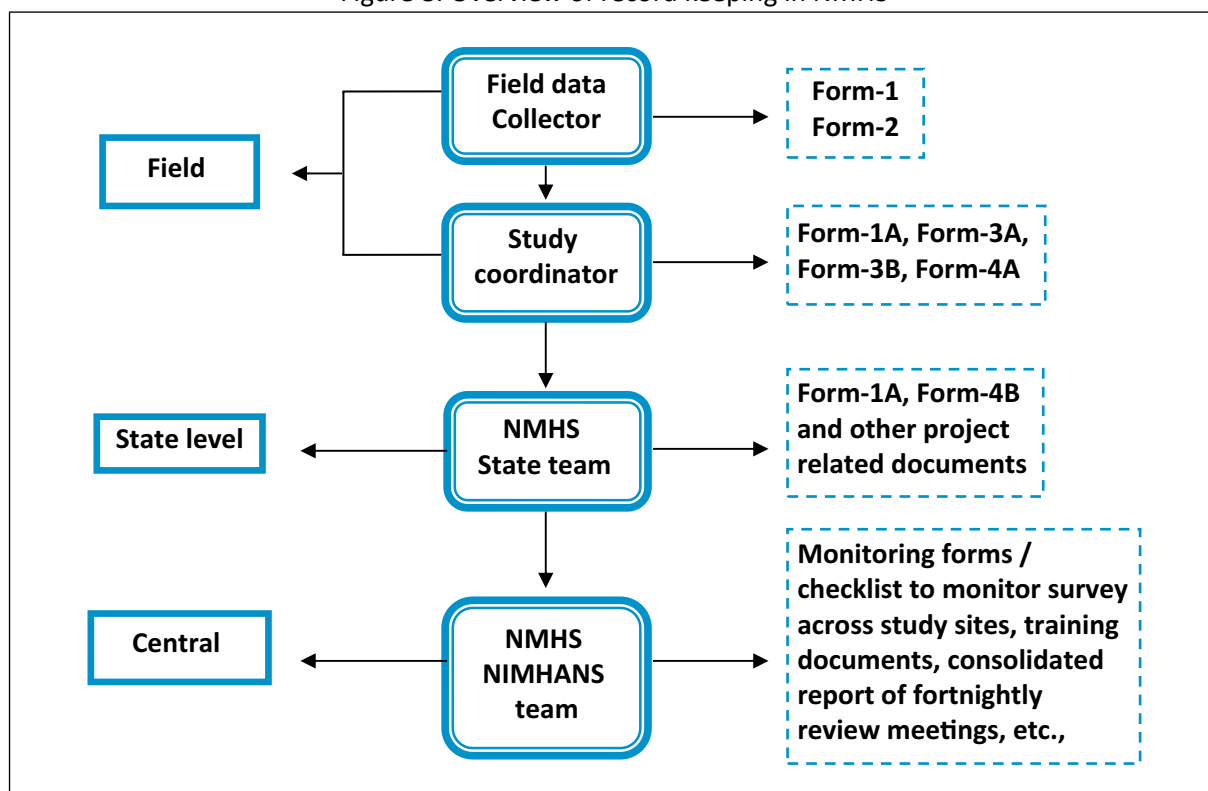 Field data
Collector
Form-1
Form-2
Field
Study
coordinator
Form-1A, Form-3A,
Form-3B, Form-4A
State level
NMHS
State team
Form-1A, Form-4B
and other project
related documents
Central
NMHS
NIMHANS
team
Monitoring forms /
checklist to monitor survey
across study sites, training
documents, consolidated
report of fortnightly
review meetings, etc.,